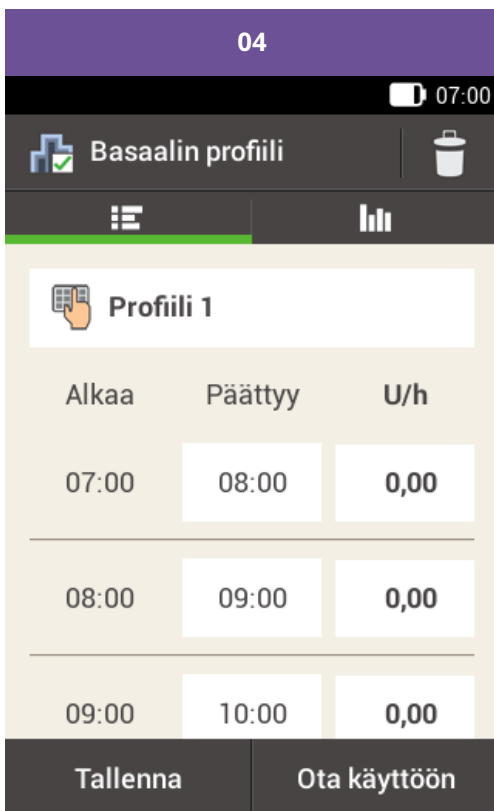 04
07:00
Basaalin profiili
Profiili 1
Alkaa Päättyy U/h
07:00 08:00 0,00
08:00 09:00 0,00
09:00 10:00 0,00
Tallenna Ota käyttöön